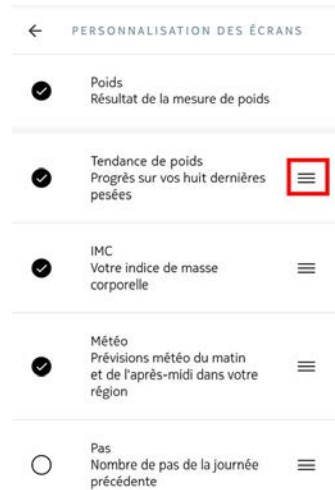 PERSONNALISATION DES ÉCRANS
Poids
Résultat de la mesure de poids
Tendance de poids
Progrès sur vos huit dernières
pesées
IMC
Votre indice de masse
corporelle
Météo
Prévisions météo du matin
et de l'après-midi dans votre
région
Pas
Nombre de pas de la journée
précédente